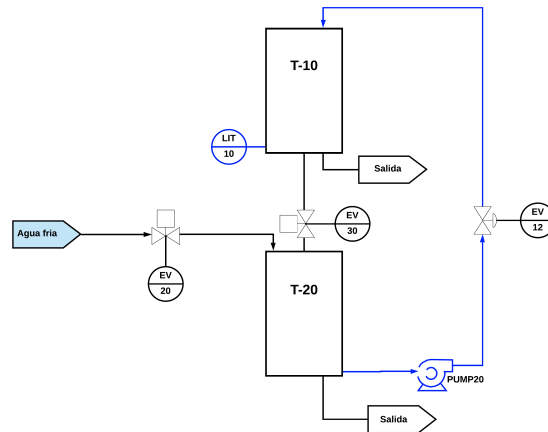 T-10
LIT
10
Salida
EV
30
EV
12
Agua fria
EV
20
T-20
PUMP20
Salida